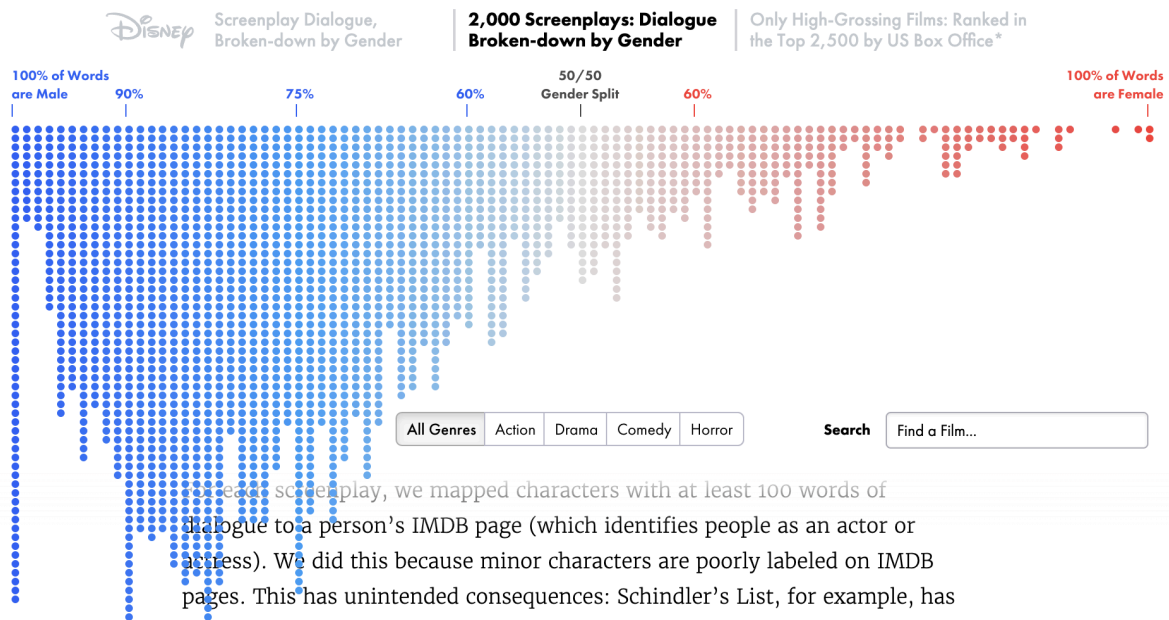 Disney
Screenplay Dialogue,
Broken-down by Gender
2,000 Screenplays: Dialogue
Broken-down by Gender
Only High-Grossing Films: Ranked in
the Top 2,500 by US Box Office*
100% of Words
are Male
90%
75%
60%
50/50
Gender Split
60%
100% of Words
are Female
All Genres
Action
Drama
Comedy
Horror
Search
Find a Film...
For each screenplay, we mapped characters with at least 100 words of
dialogue to a person’s IMDB page (which identifies people as an actor or
actress). We did this because minor characters are poorly labeled on IMDB
pages. This has unintended consequences: Schindler’s List, for example, has